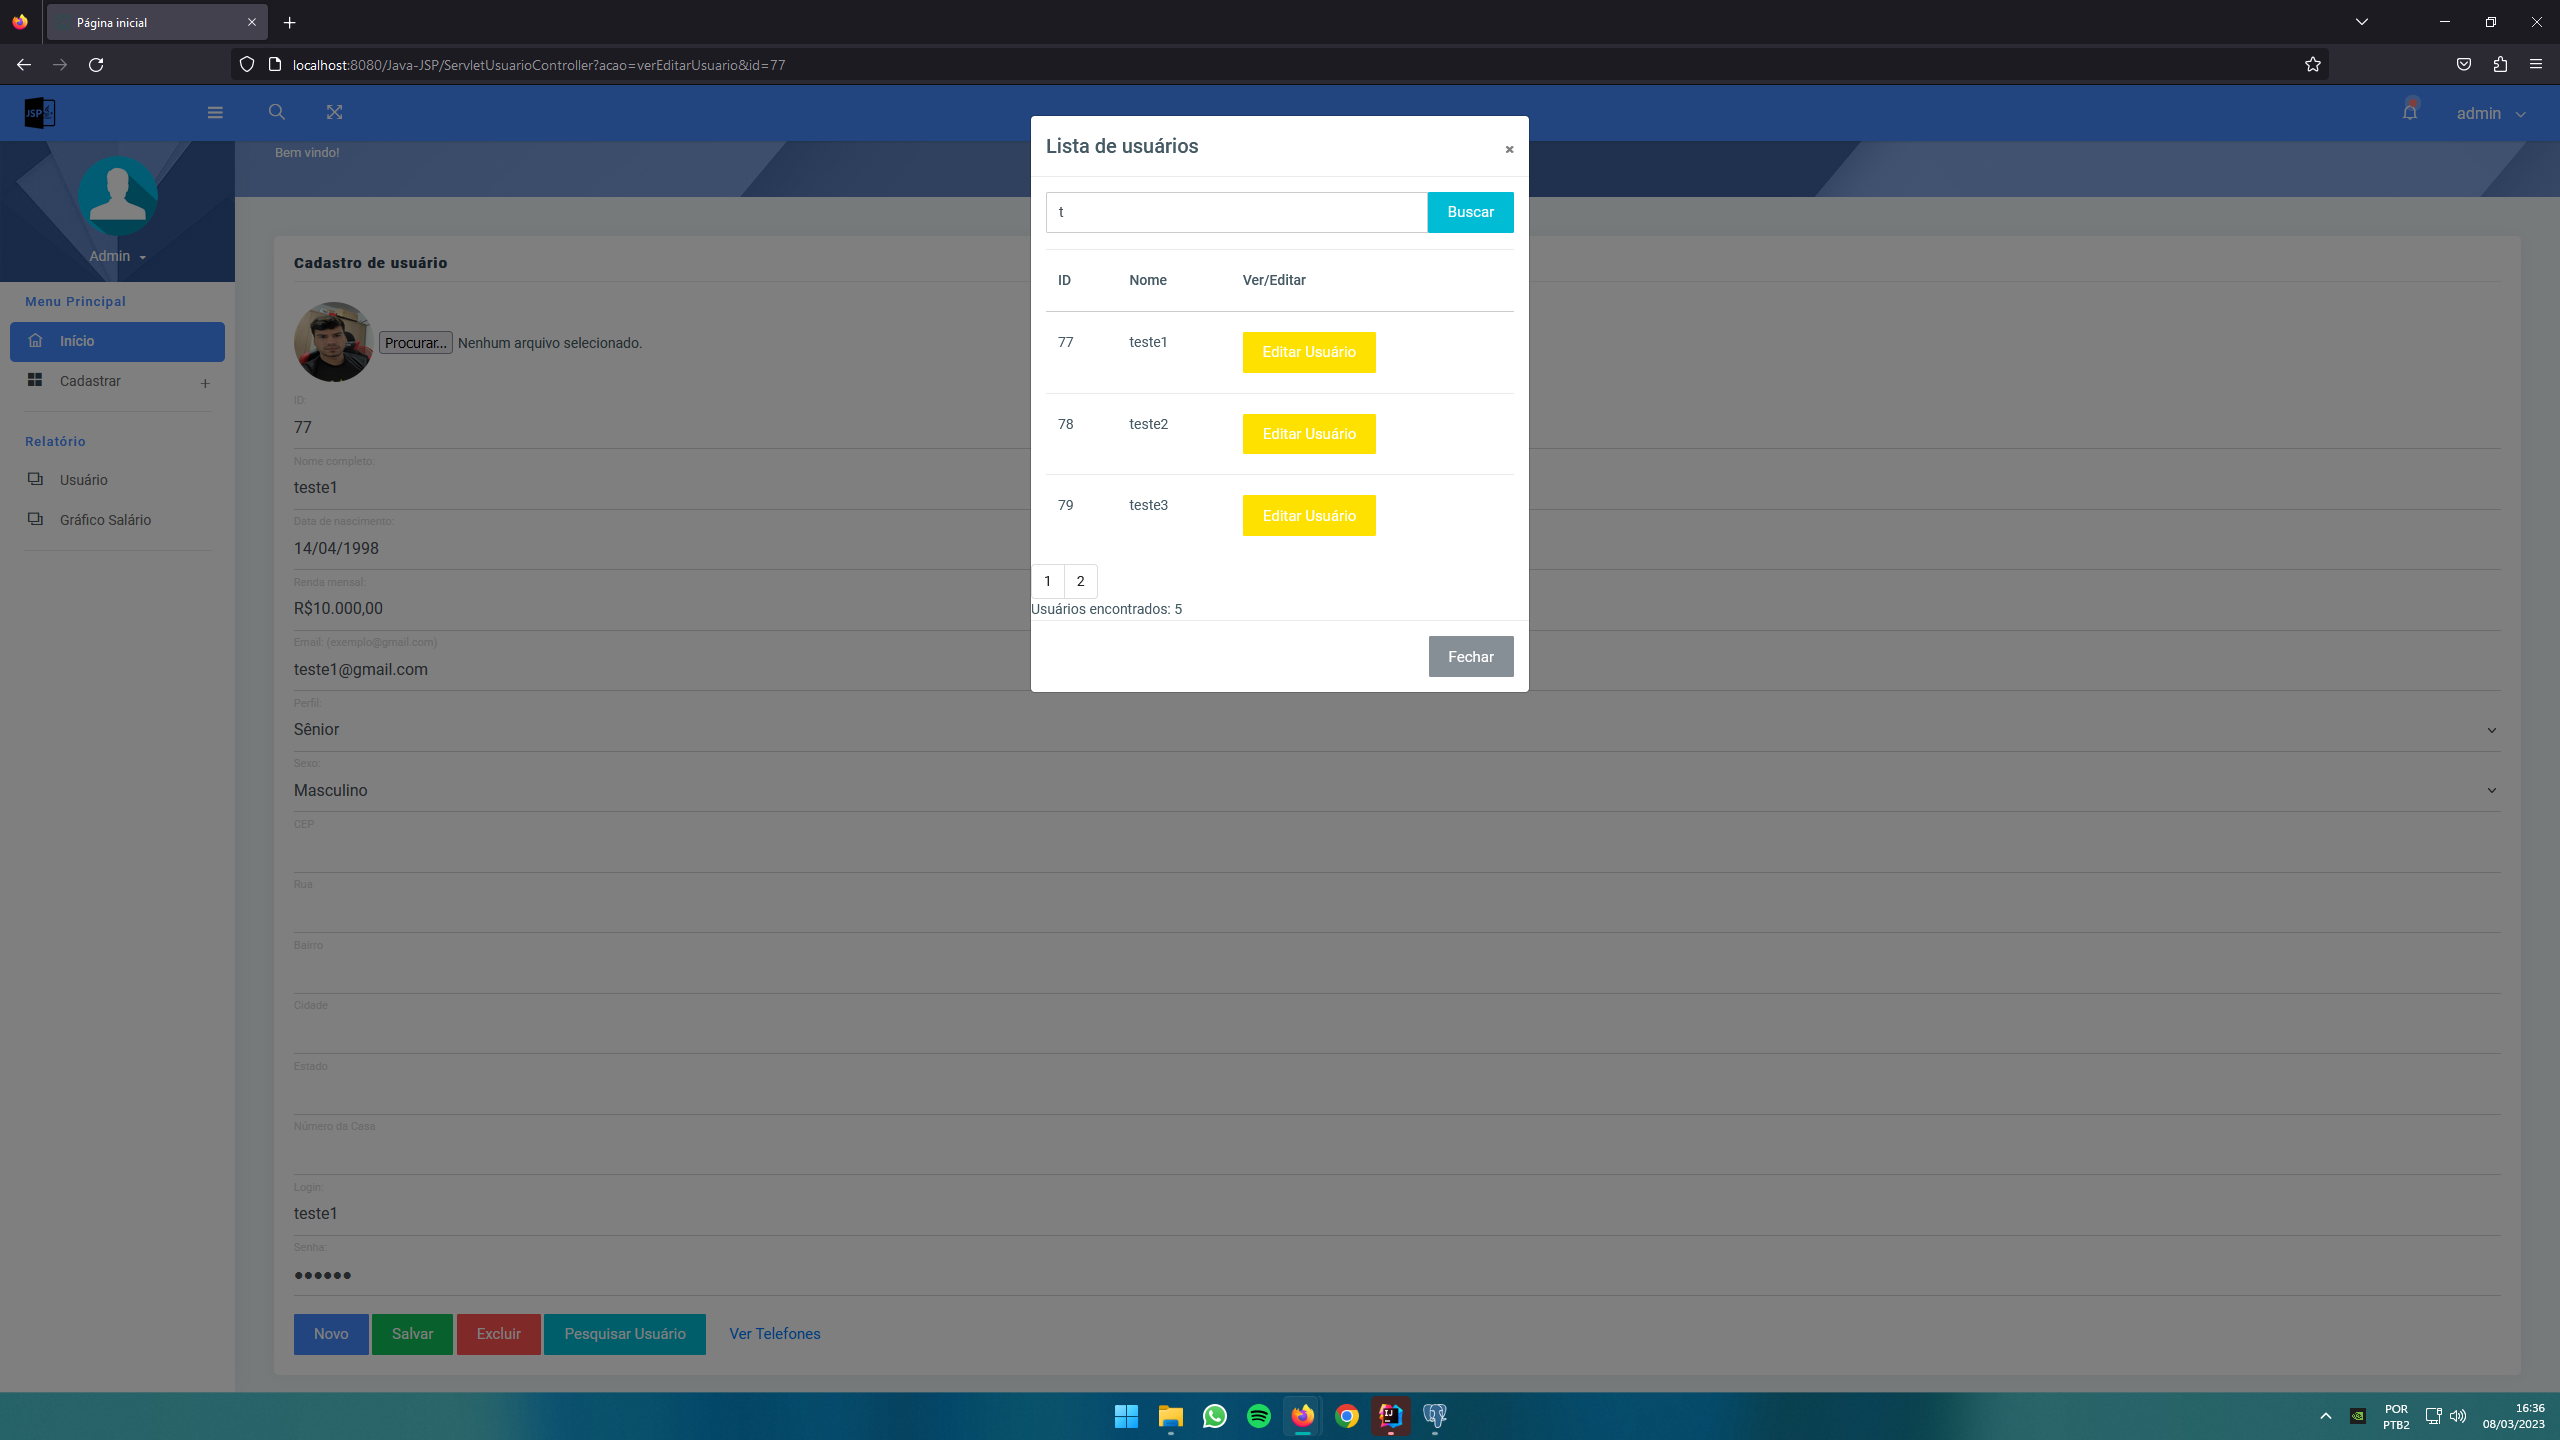 Página inicial
localhost:8080/Java-JSP/ServletUsuarioController?acao=verEditarUsuario&id=77
JSP
admin
Bem vindo!
Admin
Menu Principal
Início
Cadastrar
Relatório
Usuário
Gráfico Salário
Cadastro de usuário
Procurar... Nenhum arquivo selecionado.
ID:
77
Nome completo:
teste1
Data de nascimento:
14/04/1998
Renda mensal:
R$10.000,00
Email: (exemplo@gmail.com)
teste1@gmail.com
Perfil:
Sênior
Sexo:
Masculino
CEP
Rua
Bairro
Cidade
Estado
Número da Casa
Login:
teste1
Senha:
••••••
Novo Salvar Excluir Pesquisar Usuário Ver Telefones
Lista de usuários
t Buscar
ID Nome Ver/Editar
77 teste1 Editar Usuário
78 teste2 Editar Usuário
79 teste3 Editar Usuário
1 2
Usuários encontrados: 5
Fechar
IJ
POR
PTB2
16:36
08/03/2023